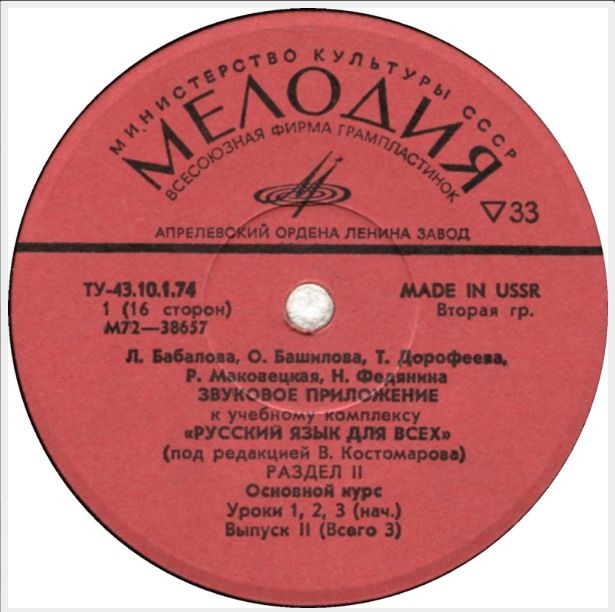 МИНИСТЕРСТВО КУЛЬТУРЫ СССР
МЕЛОДИЯ
ВСЕСОЮЗНАЯ ФИРМА ГРАМПЛАСТИНОК
▽33
АПРЕЛЕВСКИЙ ОРДЕНА ЛЕНИНА ЗАВОД
ТУ-43.10.1.74
MADE IN USSR
1 (16 сторон)
Вторая гр.
М72—38657
Л. Бабалова, О. Башилова, Т. Дорофеева,
Р. Маковецкая, Н. Федянина
ЗВУКОВОЕ ПРИЛОЖЕНИЕ
к учебному комплексу
«РУССКИЙ ЯЗЫК ДЛЯ ВСЕХ»
(под редакцией В. Костомарова)
РАЗДЕЛ II
Основной курс
Уроки 1, 2, 3 (нач.)
Выпуск II (Всего 3)